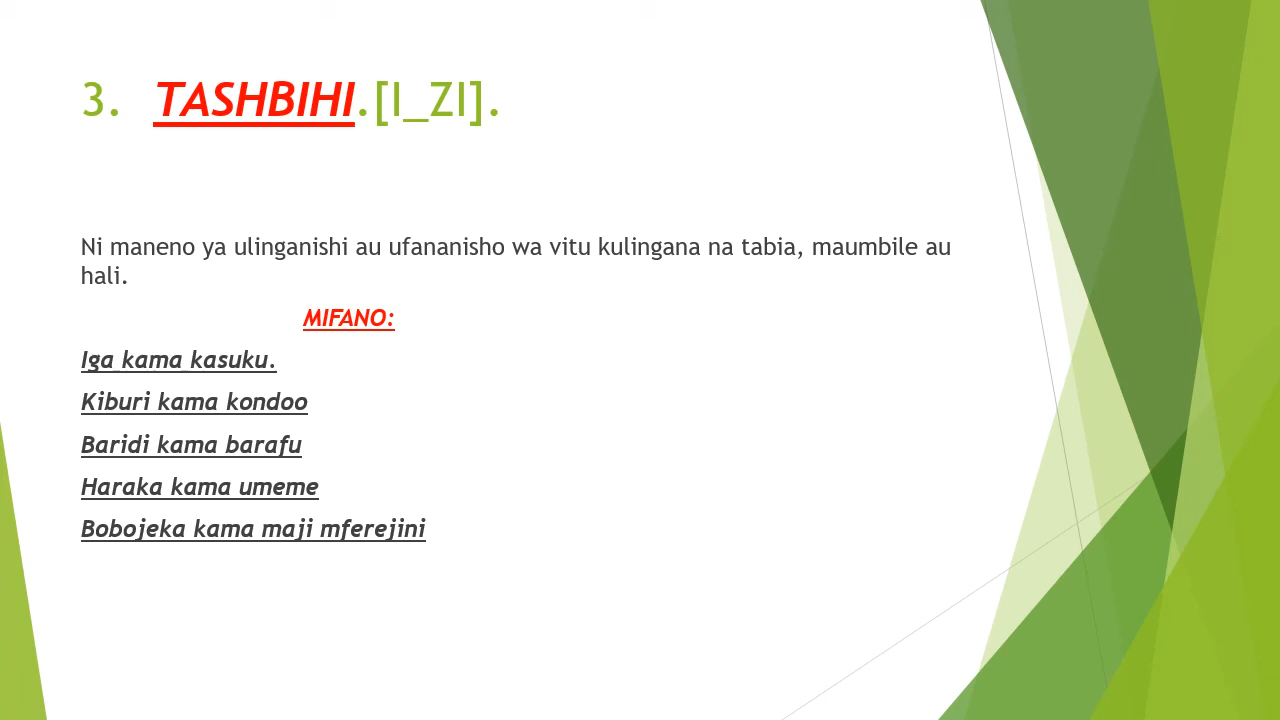 3. TASHBIHI.[I_ZI].
Ni maneno ya ulinganishi au ufananisho wa vitu kulingana na tabia, maumbile au
hali.
MIFANO:
Iga kama kasuku.
Kiburi kama kondoo
Baridi kama barafu
Haraka kama umeme
Bobojeka kama maji mferejini